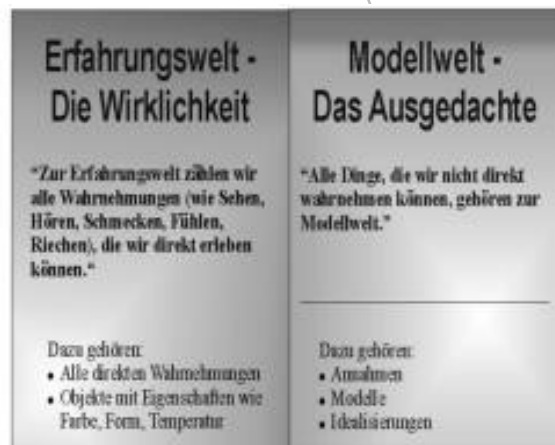 Erfahrungswelt -
Die Wirklichkeit
"Zur Erfahrungswelt zählen wir
alle Wahrnehmungen (wie Sehen,
Hören, Schmecken, Fühlen,
Riechen), die wir direkt erleben
können."
Dazu gehören:
• Alle direkten Wahrnehmungen
• Objekte mit Eigenschaften wie
Farbe, Form, Temperatur
Modellwelt -
Das Ausgedachte
"Alle Dinge, die wir nicht direkt
wahrnehmen können, gehören zur
Modellwelt."
Dazu gehören:
• Annahmen
• Modelle
• Idealisierungen